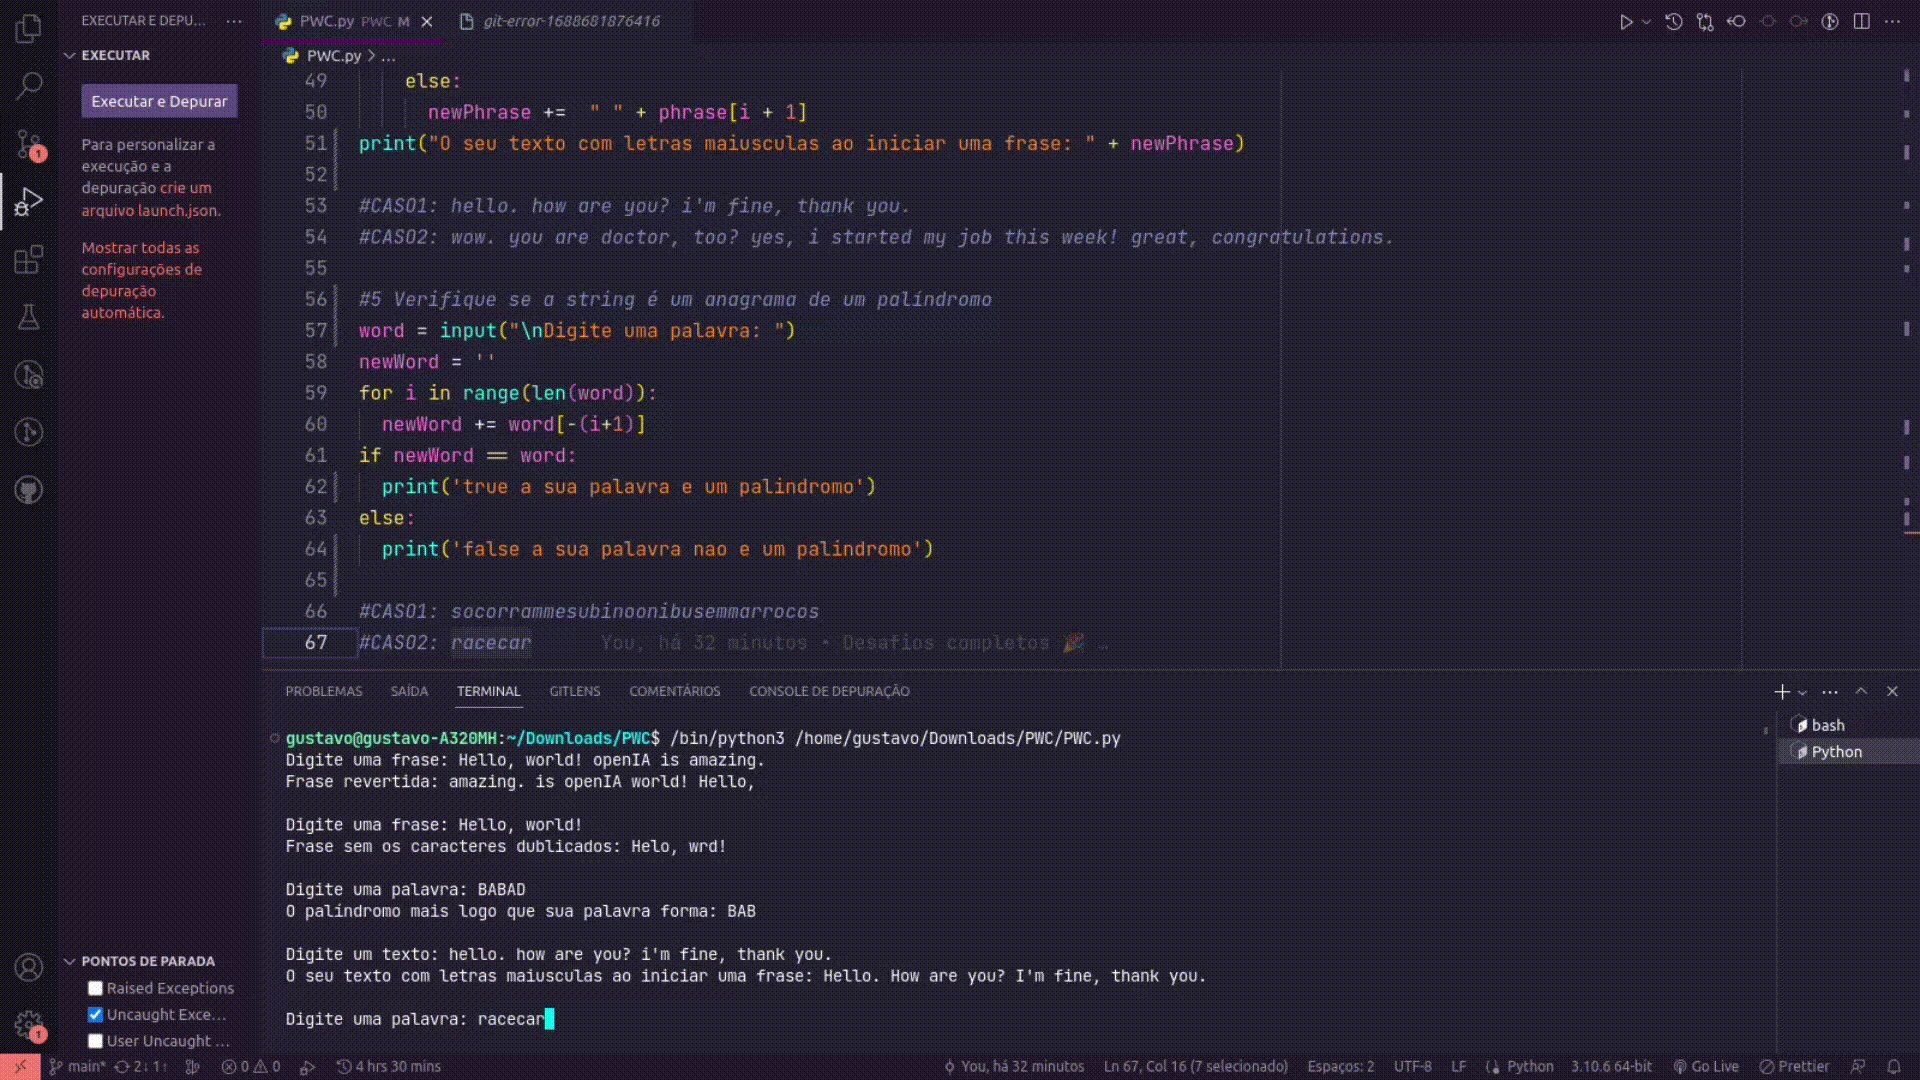 EXECUTAR E DEPU... ...
PWC.py PWC M
git-error-1688681876416
EXECUTAR
PWC.py > ...
Executar e Depurar
Para personalizar a
execução e a
depuração crie um
arquivo launch.json.
Mostrar todas as
configurações de
depuração
automática.
49 else:
50 newPhrase += " " + phrase[i + 1]
51 print("O seu texto com letras maiusculas ao iniciar uma frase: " + newPhrase)
52
53 #CASO1: hello. how are you? i'm fine, thank you.
54 #CASO2: wow. you are doctor, too? yes, i started my job this week! great, congratulations.
55
56 #5 Verifique se a string é um anagrama de um palíndromo
57 word = input("\nDigite uma palavra: ")
58 newWord = ''
59 for i in range(len(word)):
60 newWord += word[-(i+1)]
61 if newWord == word:
62 print('true a sua palavra e um palindromo')
63 else:
64 print('false a sua palavra nao e um palindromo')
65
66 #CASO1: socorrammesubinoonibusemmarrocos
67 #CASO2: racecar You, há 32 minutos • Desafios completos 🎉 …
PROBLEMAS SAÍDA TERMINAL GITLENS COMENTÁRIOS CONSOLE DE DEPURAÇÃO
gustavo@gustavo-A320MH:~/Downloads/PWC$ /bin/python3 /home/gustavo/Downloads/PWC/PWC.py
Digite uma frase: Hello, world! openIA is amazing.
Frase revertida: amazing. is openIA world! Hello,
Digite uma frase: Hello, world!
Frase sem os caracteres dublicados: Helo, wrd!
Digite uma palavra: BABAD
O palíndromo mais logo que sua palavra forma: BAB
Digite um texto: hello. how are you? i'm fine, thank you.
O seu texto com letras maiusculas ao iniciar uma frase: Hello. How are you? I'm fine, thank you.
Digite uma palavra: racecar
bash
Python
PONTOS DE PARADA
Raised Exceptions
Uncaught Exce...
User Uncaught ...
1
1
main* 2↓ 1↑ 0 0 4 hrs 30 mins
You, há 32 minutos Ln 67, Col 16 (7 selecionado) Espaços: 2 UTF-8 LF Python 3.10.6 64-bit Go Live Prettier